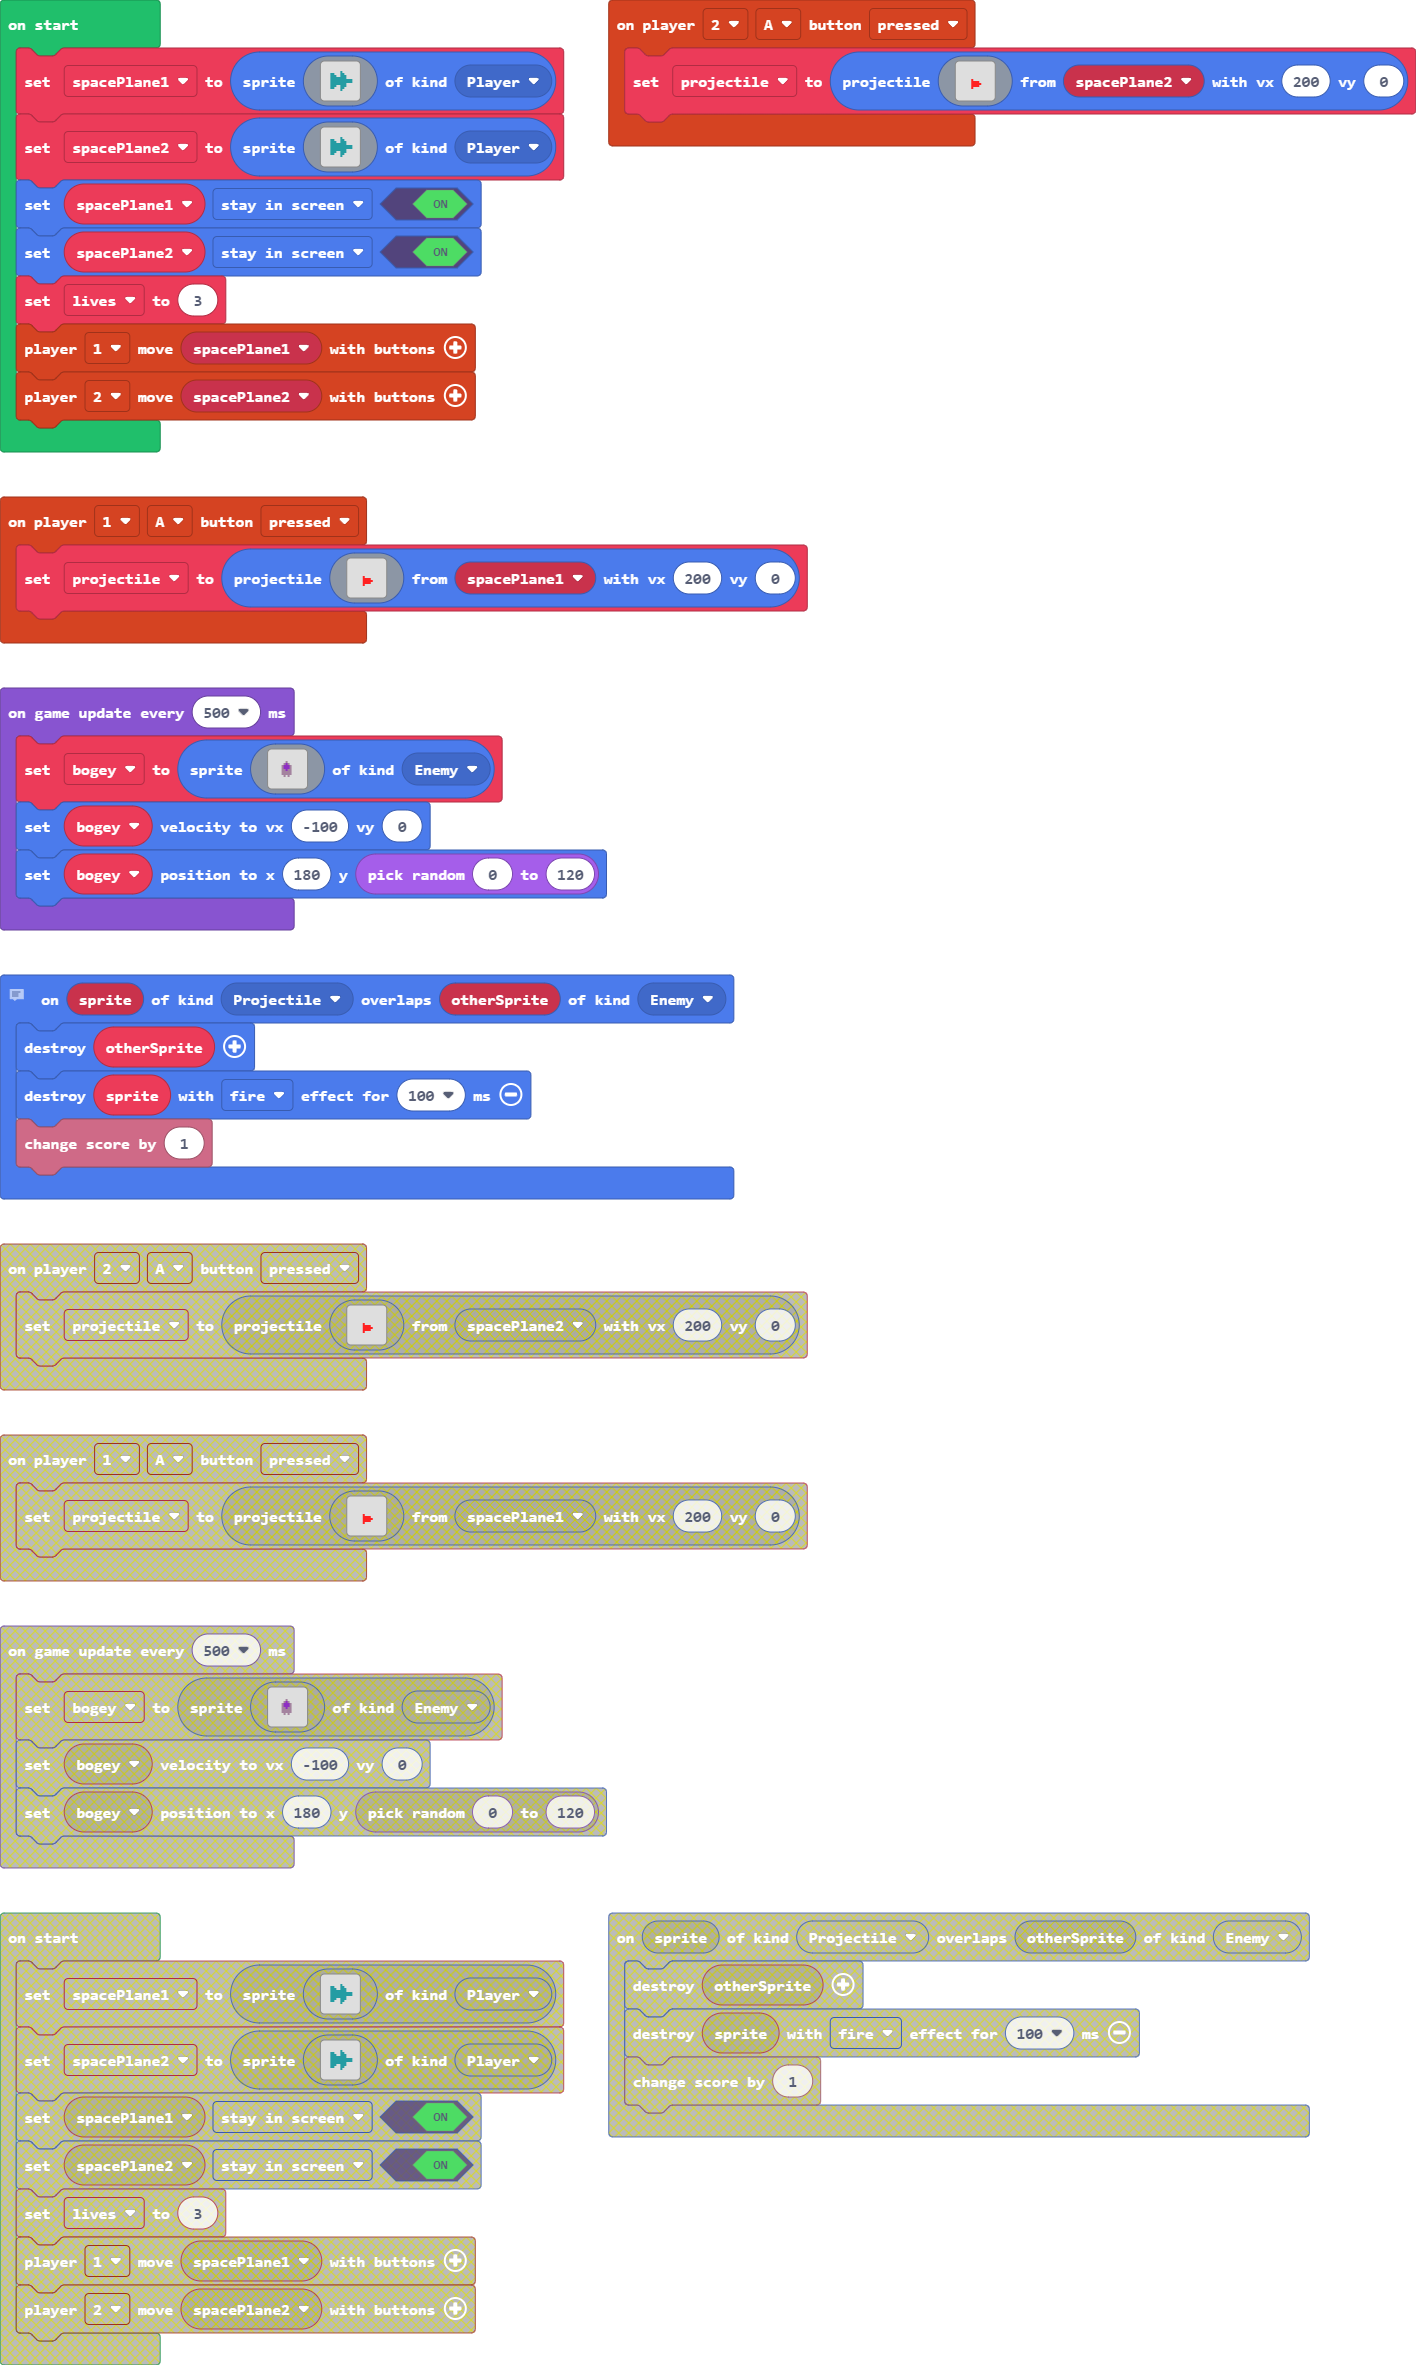 on start
set spacePlane1 to sprite of kind Player
set spacePlane2 to sprite of kind Player
set spacePlane1 stay in screen ON
set spacePlane2 stay in screen ON
set lives to 3
player 1 move spacePlane1 with buttons
player 2 move spacePlane2 with buttons
on player 2 A button pressed
set projectile to projectile from spacePlane2 with vx 200 vy 0
on player 1 A button pressed
set projectile to projectile from spacePlane1 with vx 200 vy 0
on game update every 500 ms
set bogey to sprite of kind Enemy
set bogey velocity to vx -100 vy 0
set bogey position to x 180 y pick random 0 to 120
on sprite of kind Projectile overlaps otherSprite of kind Enemy
destroy otherSprite
destroy sprite with fire effect for 100 ms
change score by 1
on player 2 A button pressed
set projectile to projectile from spacePlane2 with vx 200 vy 0
on player 1 A button pressed
set projectile to projectile from spacePlane1 with vx 200 vy 0
on game update every 500 ms
set bogey to sprite of kind Enemy
set bogey velocity to vx -100 vy 0
set bogey position to x 180 y pick random 0 to 120
on start
set spacePlane1 to sprite of kind Player
set spacePlane2 to sprite of kind Player
set spacePlane1 stay in screen ON
set spacePlane2 stay in screen ON
set lives to 3
player 1 move spacePlane1 with buttons
player 2 move spacePlane2 with buttons
on sprite of kind Projectile overlaps otherSprite of kind Enemy
destroy otherSprite
destroy sprite with fire effect for 100 ms
change score by 1